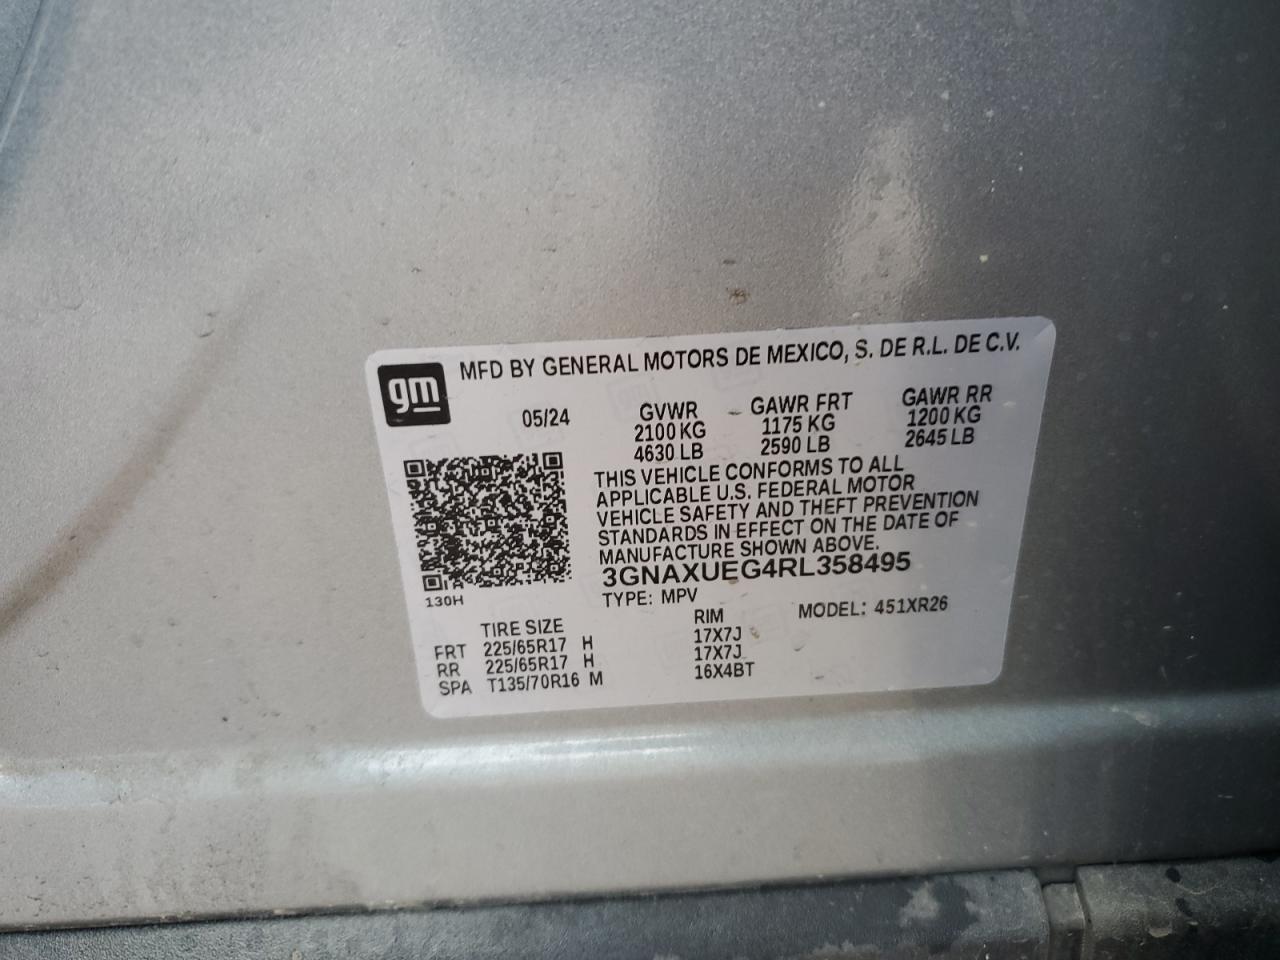 gm
MFD BY GENERAL MOTORS DE MEXICO, S. DE R.L. DE C.V.
05/24 GVWR GAWR FRT GAWR RR
2100 KG 1175 KG 1200 KG
4630 LB 2590 LB 2645 LB
THIS VEHICLE CONFORMS TO ALL
APPLICABLE U.S. FEDERAL MOTOR
VEHICLE SAFETY AND THEFT PREVENTION
STANDARDS IN EFFECT ON THE DATE OF
MANUFACTURE SHOWN ABOVE.
3GNAXUEG4RL358495
130H
TYPE: MPV MODEL: 451XR26
TIRE SIZE RIM
FRT 225/65R17 H 17X7J
RR 225/65R17 H 17X7J
SPA T135/70R16 M 16X4BT